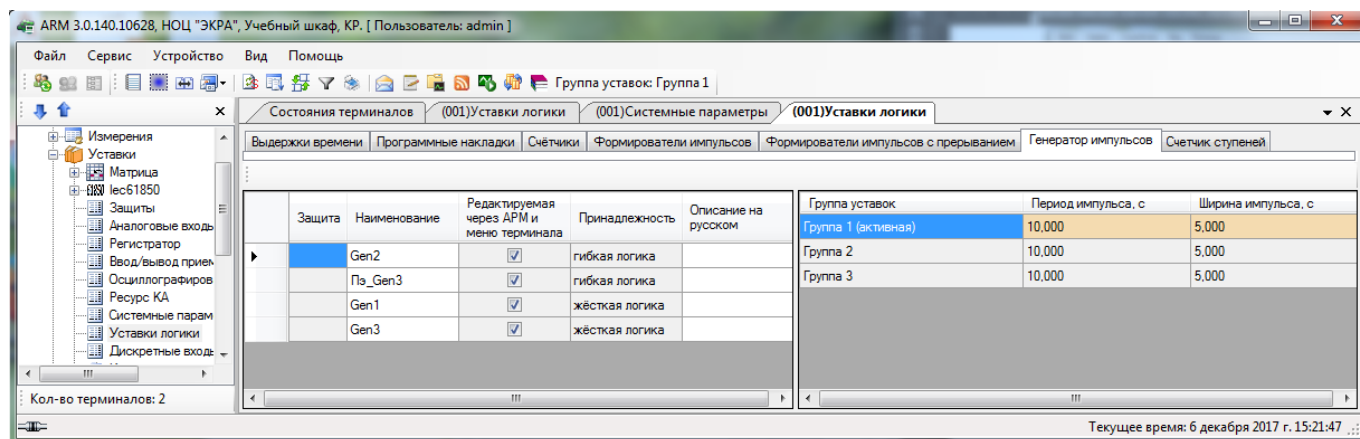 ARM 3.0.140.10628, НОЦ "ЭКРА", Учебный шкаф, КР. [ Пользователь: admin ]
Файл Сервис Устройство Вид Помощь
Группа уставок: Группа 1
Состояния терминалов (001)Уставки логики (001)Системные параметры (001)Уставки логики
Измерения
Уставки
Матрица
Iec61850
Защиты
Аналоговые входь
Регистратор
Ввод/вывод прием
Осциллографиров
Ресурс КА
Системные парам
Уставки логики
Дискретные входь
Кол-во терминалов: 2
Выдержки времени Программные накладки Счётчики Формирователи импульсов Формирователи импульсов с прерыванием Генератор импульсов Счетчик ступеней
Защита Наименование Редактируемая через АРМ и меню терминала Принадлежность Описание на русском
Gen2 гибкая логика
Пэ_Gen3 гибкая логика
Gen1 жёсткая логика
Gen3 жёсткая логика
Группа уставок Период импульса, с Ширина импульса, с
Группа 1 (активная) 10,000 5,000
Группа 2 10,000 5,000
Группа 3 10,000 5,000
Текущее время: 6 декабря 2017 г. 15:21:47